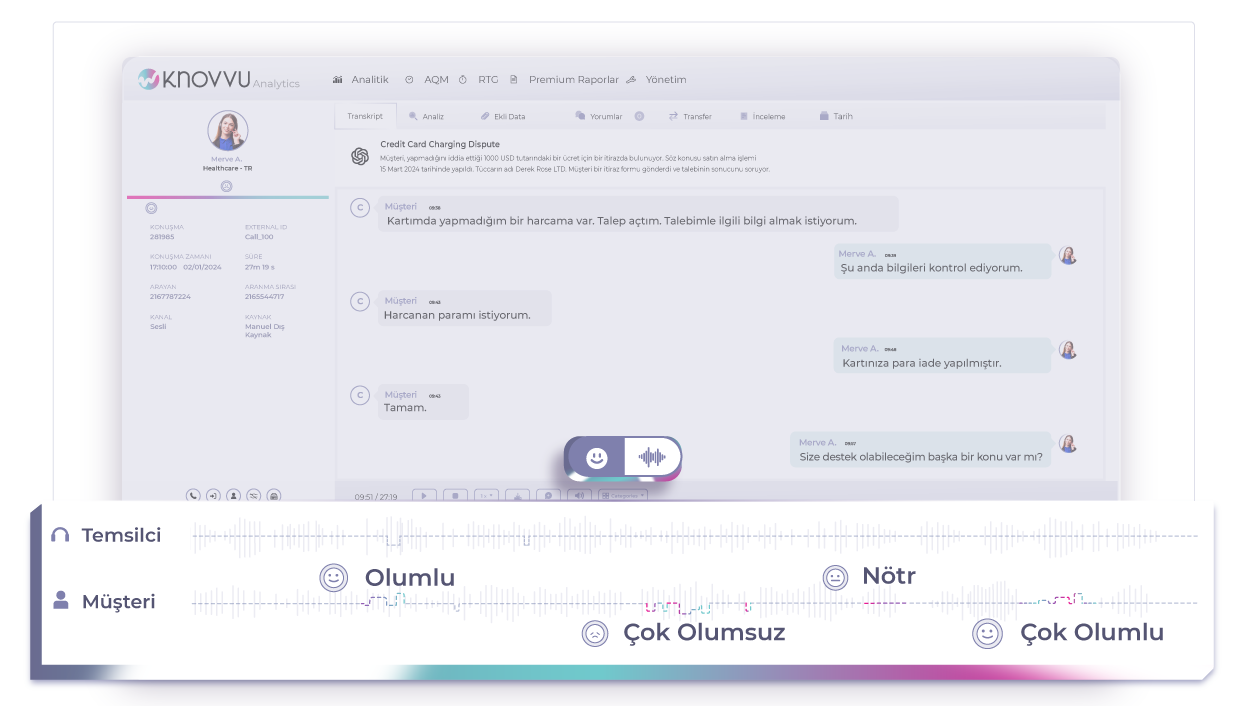 KNOVVU Analytics
Analitik AQM RTG Premium Raporlar Yönetim
Transkript Analiz Ekli Data Yorumlar Transfer İnceleme Tarih
Merve A.
Healthcare - TR
Credit Card Charging Dispute
Müşteri, yapmadığını iddia ettiği 1000 USD tutarındaki bir ücret için bir itirazda bulunuyor. Söz konusu satın alma işlemi
15 Mart 2024 tarihinde yapıldı. Tüccarın adı Derek Rose LTD. Müşteri bir itiraz formu gönderdi ve talebinin sonucunu soruyor.
KONUŞMA EXTERNAL ID
281985 Call_100
KONUŞMA ZAMANI SÜRE
17:10:00 02/01/2024 27m 19 s
ARAYAN ARANMA SIRASI
2167787224 2165544717
KANAL KAYNAK
Sesli Manuel Dış
Kaynak
C Müşteri 09:38
Kartımda yapmadığım bir harcama var. Talep açtım. Talebimle ilgili bilgi almak istiyorum.
Merve A. 09:39
Şu anda bilgileri kontrol ediyorum.
C Müşteri 09:43
Harcanan paramı istiyorum.
Merve A. 09:48
Kartınıza para iade yapılmıştır.
C Müşteri 09:43
Tamam.
Merve A. 09:57
Size destek olabileceğim başka bir konu var mı?
09:51 / 27:19 Categories
Temsilci
Olumlu
Nötr
Müşteri
Çok Olumsuz
Çok Olumlu